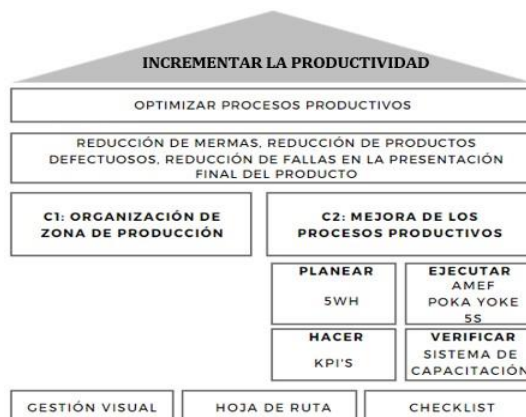 INCREMENTAR LA PRODUCTIVIDAD
OPTIMIZAR PROCESOS PRODUCTIVOS
REDUCCIÓN DE MERMAS, REDUCCIÓN DE PRODUCTOS
DEFECTUOSOS, REDUCCIÓN DE FALLAS EN LA PRESENTACIÓN
FINAL DEL PRODUCTO
C1: ORGANIZACIÓN DE
ZONA DE PRODUCCIÓN
C2: MEJORA DE LOS
PROCESOS PRODUCTIVOS
PLANEAR
5WH
EJECUTAR
AMEF
POKA YOKE
5S
HACER
KPI'S
VERIFICAR
SISTEMA DE
CAPACITACIÓN
GESTIÓN VISUAL
HOJA DE RUTA
CHECKLIST